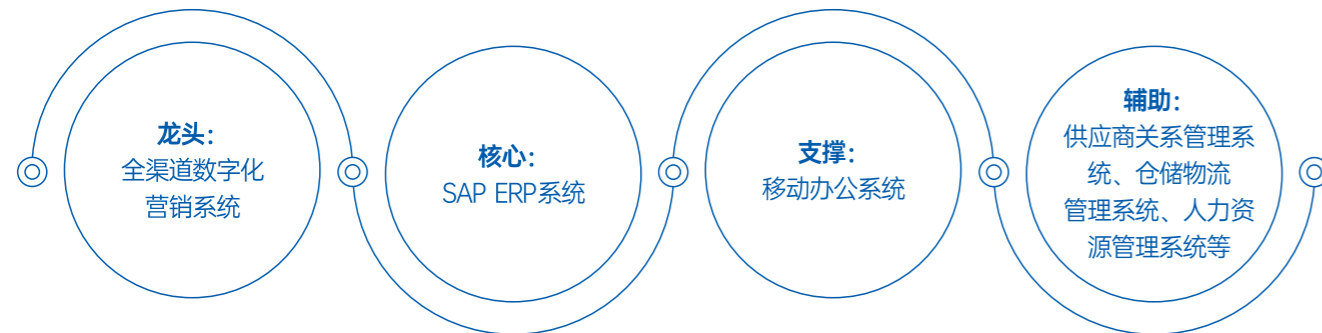 龙头：
全渠道数字化
营销系统
核心：
SAP ERP系统
支撑：
移动办公系统
辅助：
供应商关系管理系
统、仓储物流
管理系统、人力资
源管理系统等